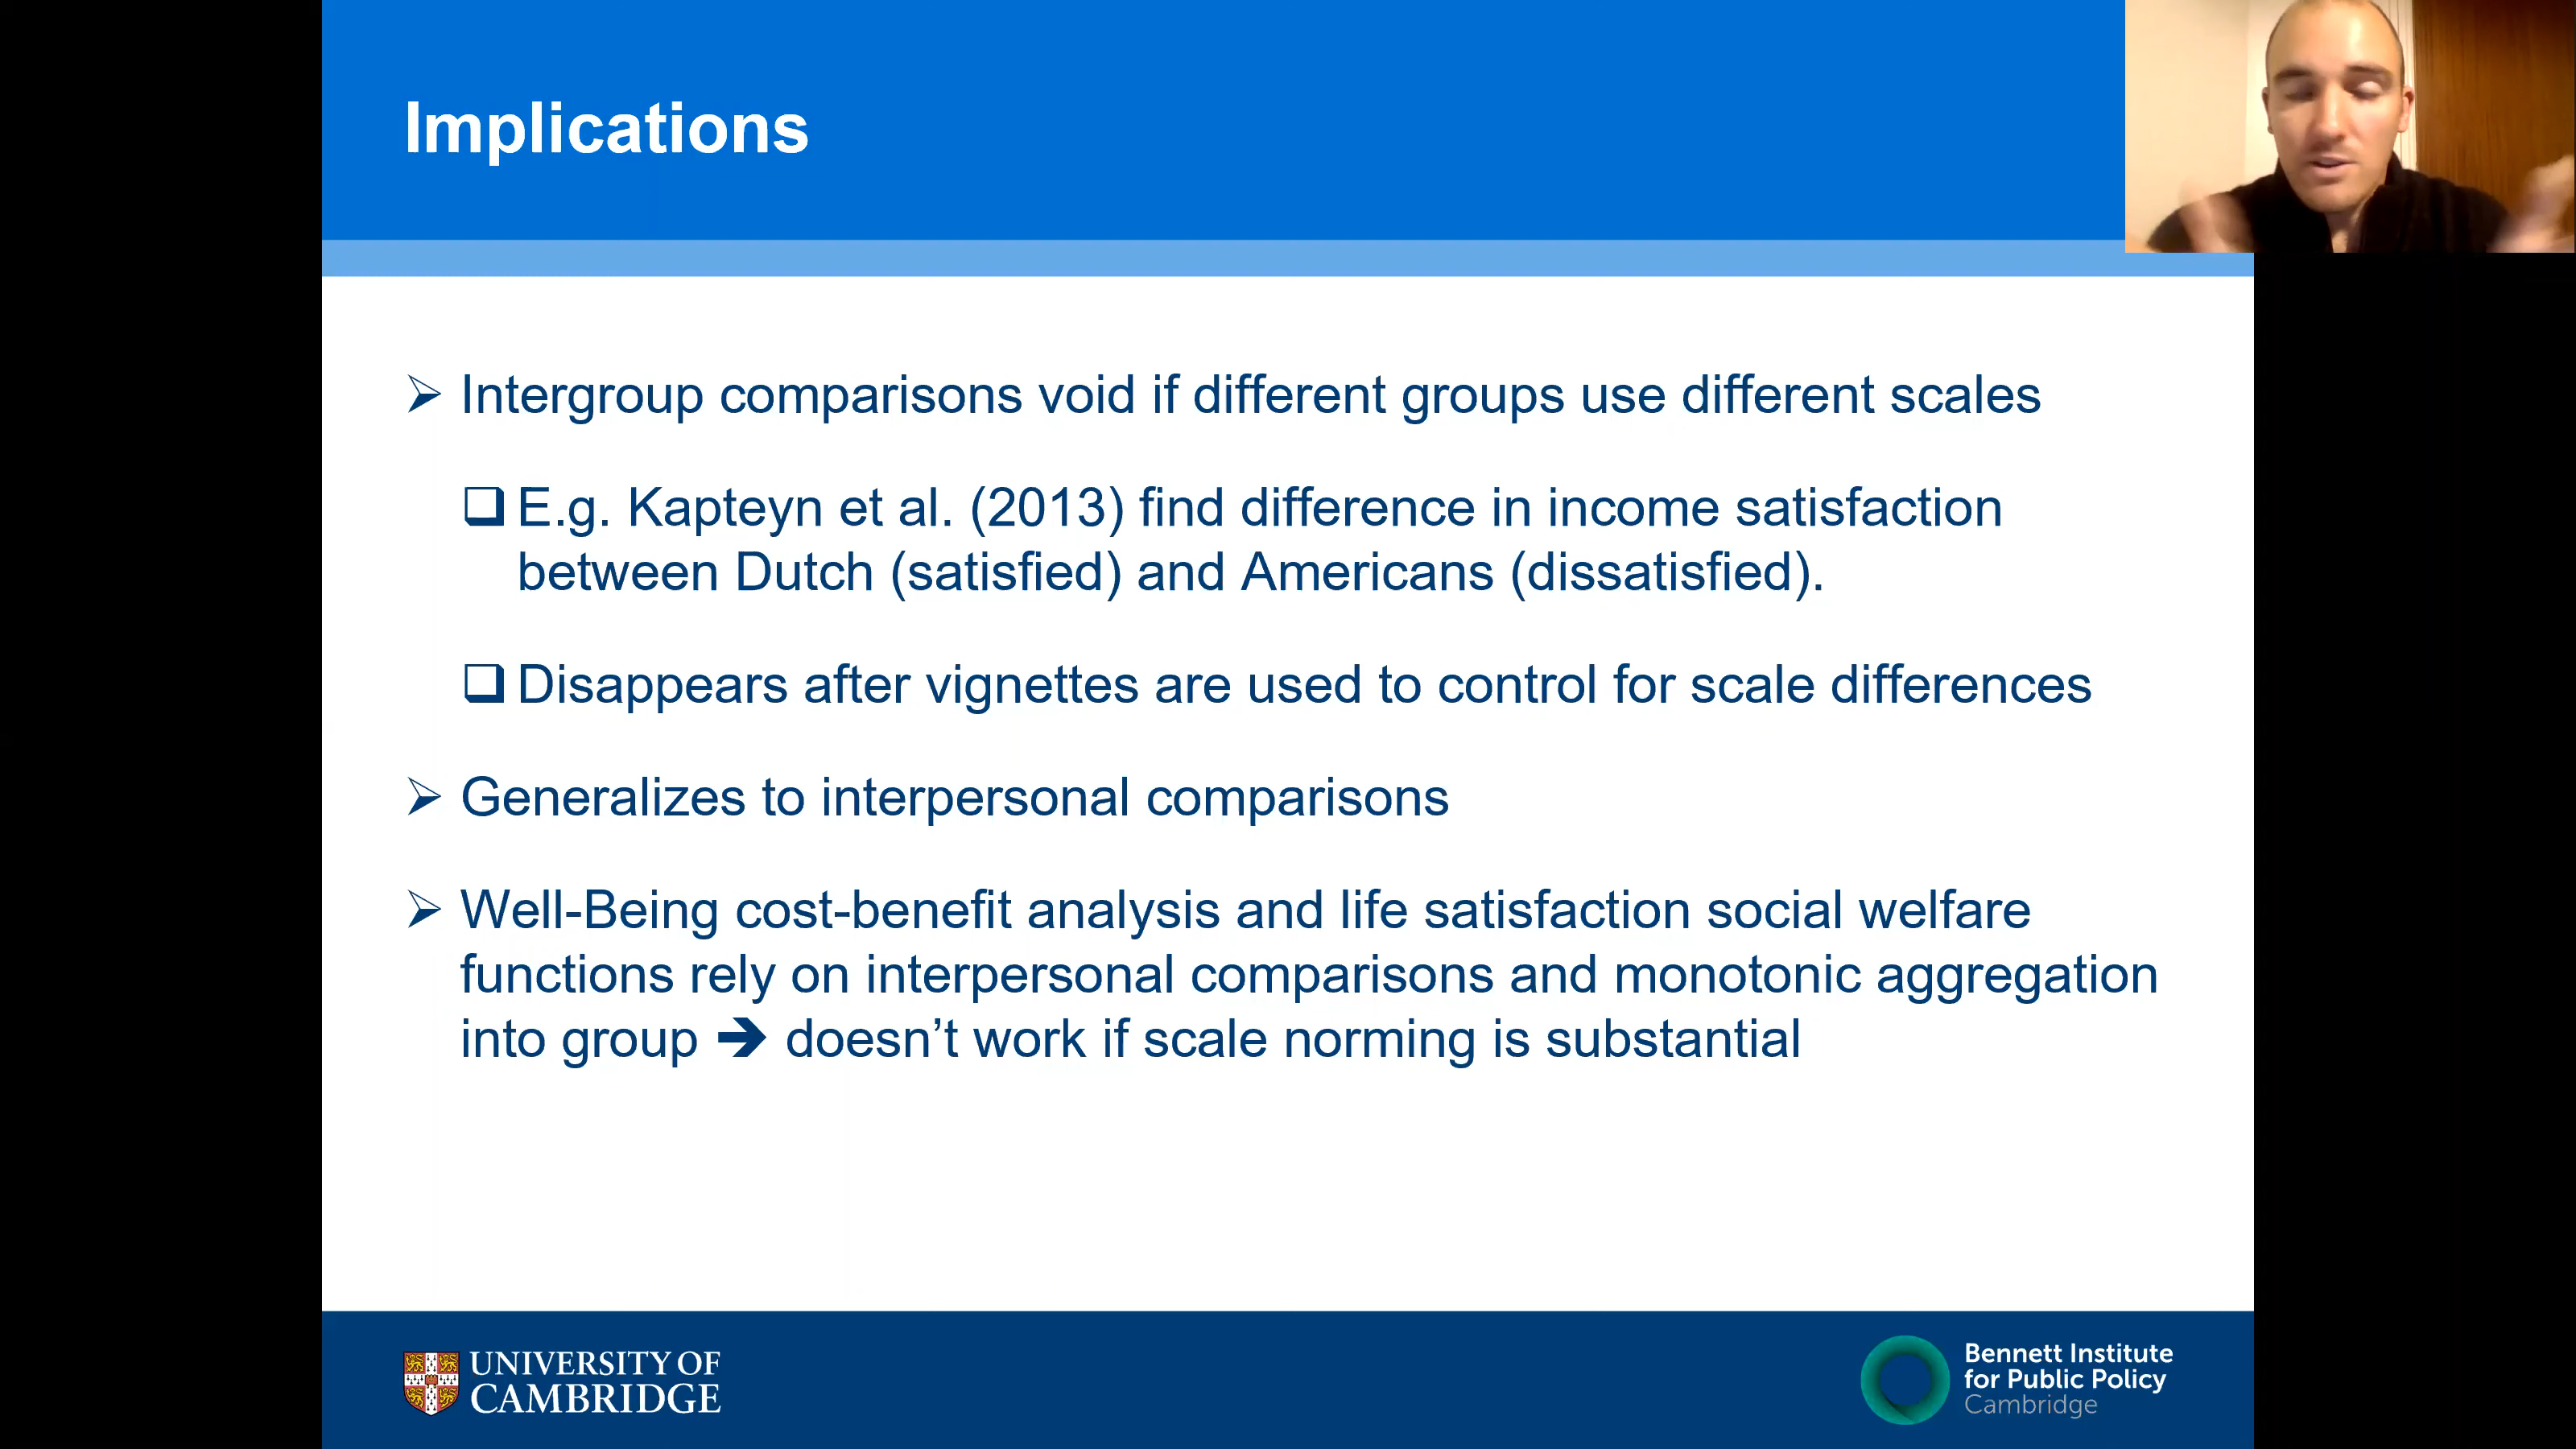 Implications
Intergroup comparisons void if different groups use different scales
E.g. Kapteyn et al. (2013) find difference in income satisfaction
between Dutch (satisfied) and Americans (dissatisfied).
Disappears after vignettes are used to control for scale differences
Generalizes to interpersonal comparisons
Well-Being cost-benefit analysis and life satisfaction social welfare
functions rely on interpersonal comparisons and monotonic aggregation
into group ➔ doesn’t work if scale norming is substantial
UNIVERSITY OF
CAMBRIDGE
Bennett Institute
for Public Policy
Cambridge